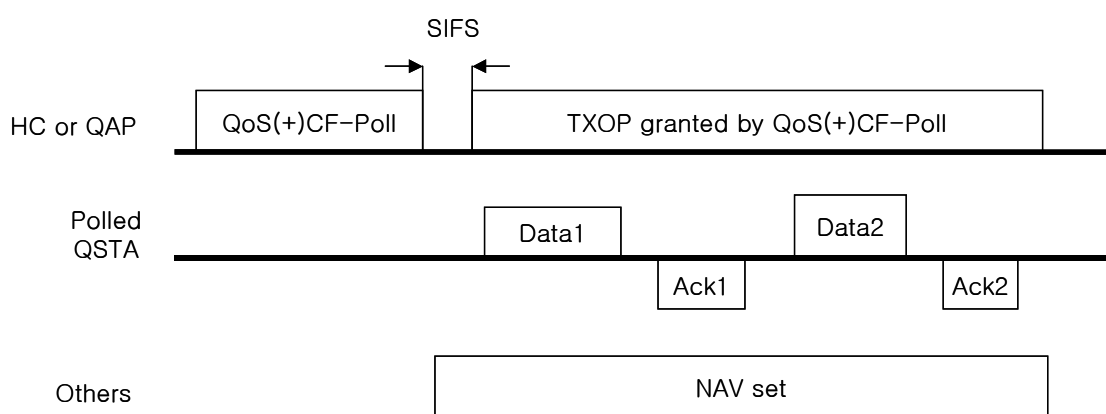 SIFS
HC or QAP
QoS(+)CF-Poll
TXOP granted by QoS(+)CF-Poll
Polled
QSTA
Data1
Data2
Ack1
Ack2
Others
NAV set